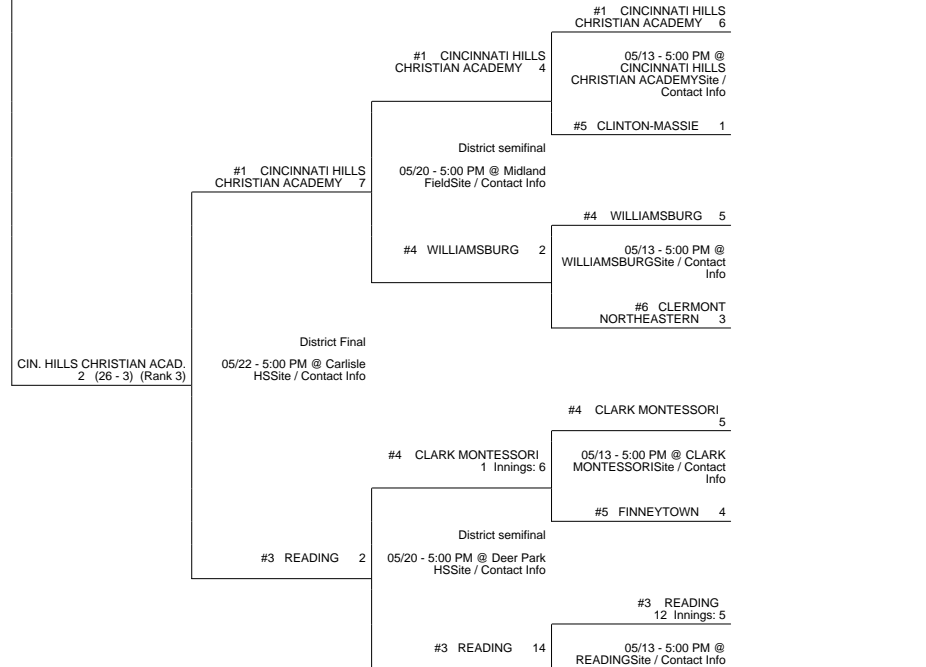 #1 CINCINNATI HILLS
CHRISTIAN ACADEMY 6
#1 CINCINNATI HILLS
CHRISTIAN ACADEMY 4
05/13 - 5:00 PM @
CINCINNATI HILLS
CHRISTIAN ACADEMYSite /
Contact Info
#5 CLINTON-MASSIE 1
District semifinal
#1 CINCINNATI HILLS
CHRISTIAN ACADEMY 7
05/20 - 5:00 PM @ Midland
FieldSite / Contact Info
#4 WILLIAMSBURG 5
#4 WILLIAMSBURG 2
05/13 - 5:00 PM @
WILLIAMSBURGSite / Contact
Info
#6 CLERMONT
NORTHEASTERN 3
District Final
CIN. HILLS CHRISTIAN ACAD.
2 (26 - 3) (Rank 3)
05/22 - 5:00 PM @ Carlisle
HSSite / Contact Info
#4 CLARK MONTESSORI
5
#4 CLARK MONTESSORI
1 Innings: 6
05/13 - 5:00 PM @ CLARK
MONTESSORISite / Contact
Info
#5 FINNEYTOWN 4
District semifinal
#3 READING 2
05/20 - 5:00 PM @ Deer Park
HSSite / Contact Info
#3 READING
12 Innings: 5
#3 READING 14
05/13 - 5:00 PM @
READINGSite / Contact Info